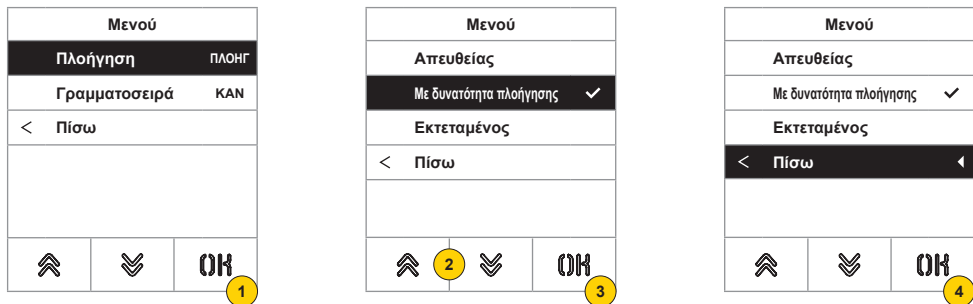 Μενού
Πλοήγηση ΠΛΟΗΓ
Γραμματοσειρά ΚΑΝ
< Πίσω
OK
1
Μενού
Απευθείας
Με δυνατότητα πλοήγησης ✓
Εκτεταμένος
< Πίσω
2
OK
3
Μενού
Απευθείας
Με δυνατότητα πλοήγησης ✓
Εκτεταμένος
< Πίσω
OK
4